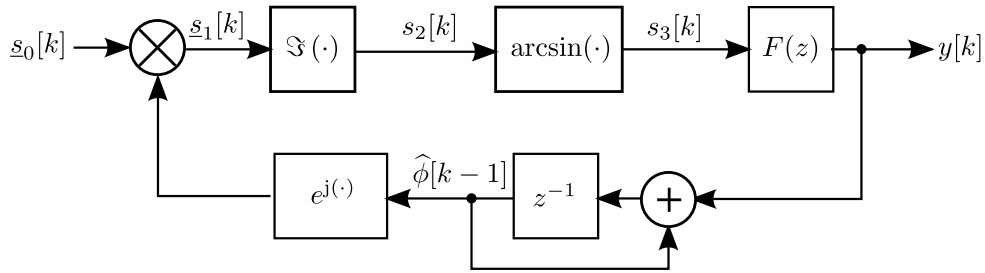 s̲₀[k]
s̲₁[k]
ℑ(·)
s₂[k]
arcsin(·)
s₃[k]
F(z)
y[k]
e^{j(·)}
ϕ̂[k − 1]
z⁻¹
+